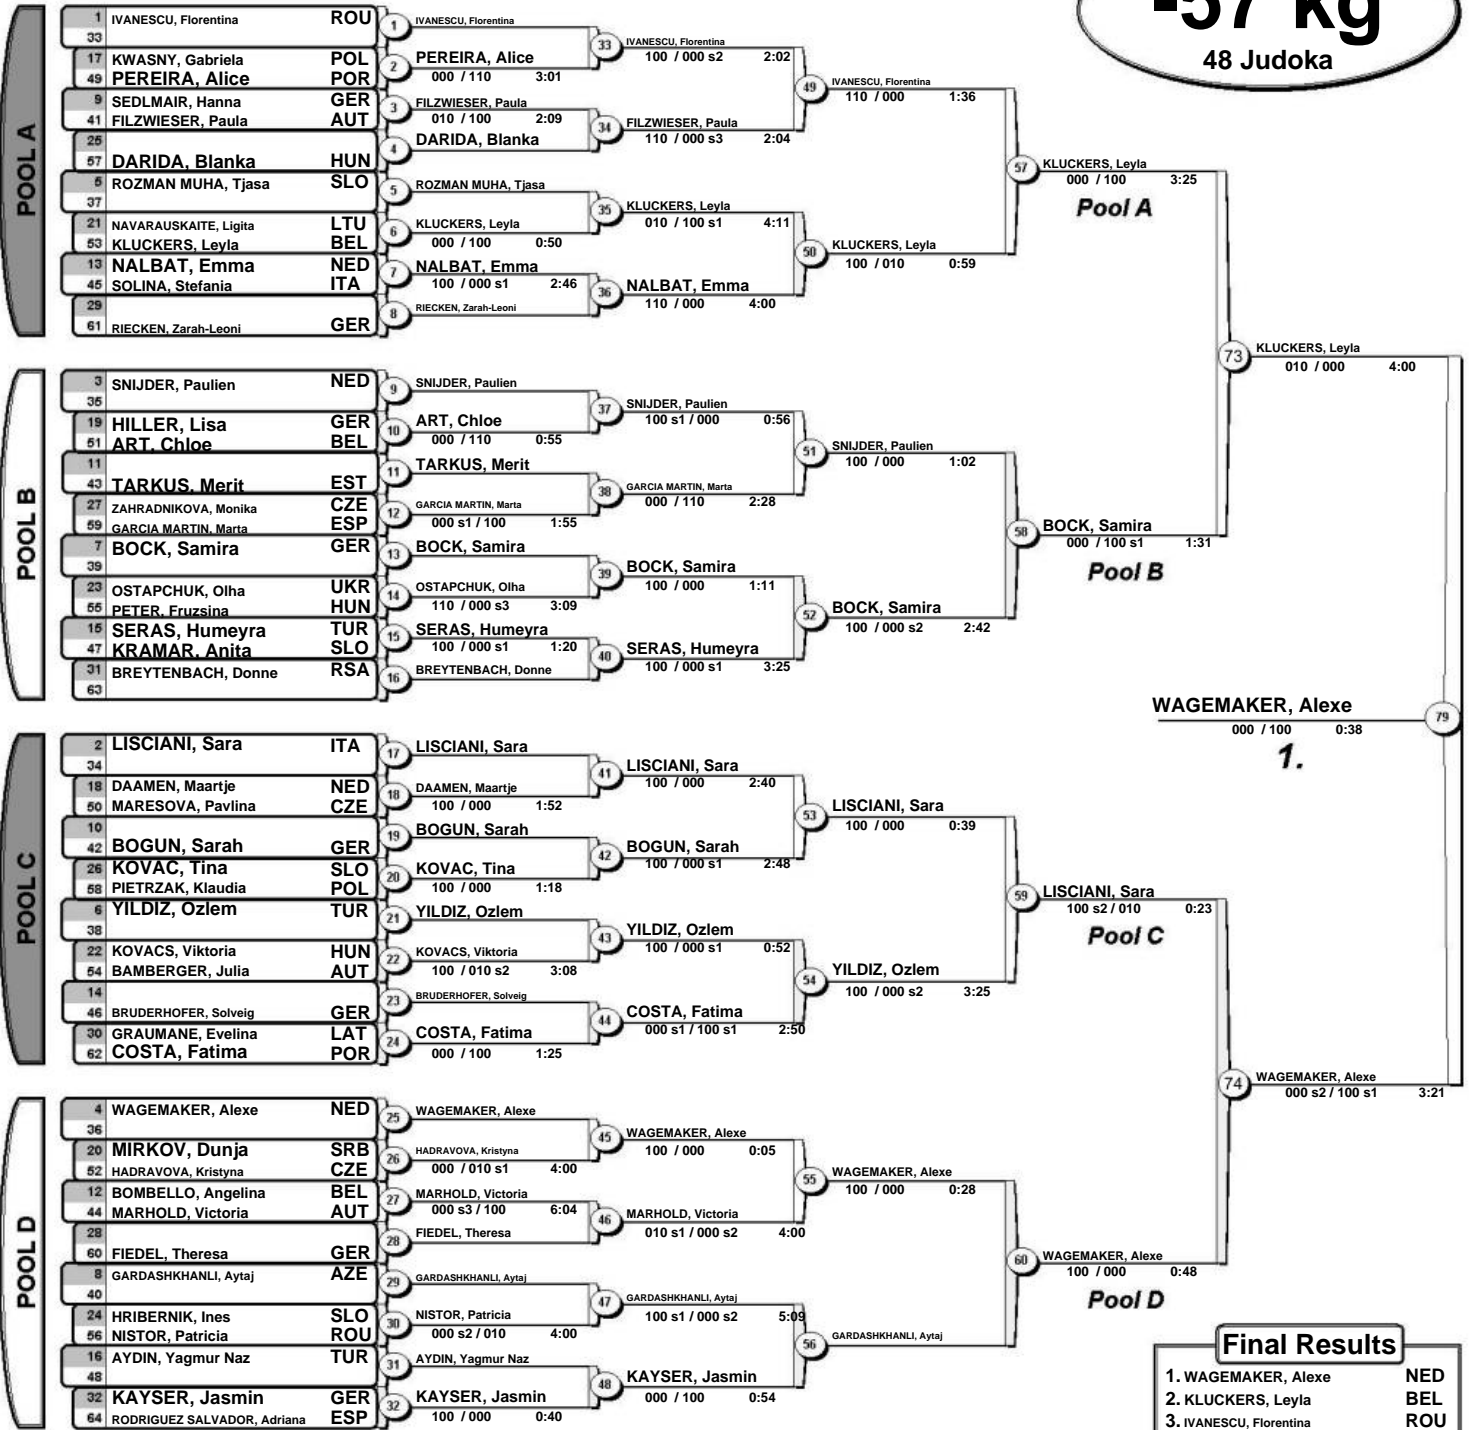 -57 kg
48 Judoka
POOL A
1 IVANESCU, Florentina ROU
33
17 KWASNY, Gabriela POL
49 PEREIRA, Alice POR
9 SEDLMAIR, Hanna GER
41 FILZWIESER, Paula AUT
25
57 DARIDA, Blanka HUN
5 ROZMAN MUHA, Tjasa SLO
37
21 NAVARAUSKAITE, Ligita LTU
53 KLUCKERS, Leyla BEL
13 NALBAT, Emma NED
45 SOLINA, Stefania ITA
29
61 RIECKEN, Zarah-Leoni GER
1 IVANESCU, Florentina
2 PEREIRA, Alice
000 / 110 3:01
3 FILZWIESER, Paula
010 / 100 2:09
4 DARIDA, Blanka
5 ROZMAN MUHA, Tjasa
6 KLUCKERS, Leyla
000 / 100 0:50
7 NALBAT, Emma
100 / 000 s1 2:46
8 RIECKEN, Zarah-Leoni
33 IVANESCU, Florentina
100 / 000 s2 2:02
34 FILZWIESER, Paula
110 / 000 s3 2:04
35 KLUCKERS, Leyla
010 / 100 s1 4:11
36 NALBAT, Emma
110 / 000 4:00
49 IVANESCU, Florentina
110 / 000 1:36
50 KLUCKERS, Leyla
100 / 010 0:59
57 KLUCKERS, Leyla
000 / 100 3:25
Pool A
POOL B
3 SNIJDER, Paulien NED
35
19 HILLER, Lisa GER
51 ART, Chloe BEL
11
43 TARKUS, Merit EST
27 ZAHRADNIKOVA, Monika CZE
59 GARCIA MARTIN, Marta ESP
7 BOCK, Samira GER
39
23 OSTAPCHUK, Olha UKR
55 PETER, Fruzsina HUN
15 SERAS, Humeyra TUR
47 KRAMAR, Anita SLO
31 BREYTENBACH, Donne RSA
63
9 SNIJDER, Paulien
10 ART, Chloe
000 / 110 0:55
11 TARKUS, Merit
12 GARCIA MARTIN, Marta
000 s1 / 100 1:55
13 BOCK, Samira
14 OSTAPCHUK, Olha
110 / 000 s3 3:09
15 SERAS, Humeyra
100 / 000 s1 1:20
16 BREYTENBACH, Donne
37 SNIJDER, Paulien
100 s1 / 000 0:56
38 GARCIA MARTIN, Marta
000 / 110 2:28
39 BOCK, Samira
100 / 000 1:11
40 SERAS, Humeyra
100 / 000 s1 3:25
51 SNIJDER, Paulien
100 / 000 1:02
52 BOCK, Samira
100 / 000 s2 2:42
58 BOCK, Samira
000 / 100 s1 1:31
Pool B
73 KLUCKERS, Leyla
010 / 000 4:00
WAGEMAKER, Alexe 79
000 / 100 0:38
1.
POOL C
2 LISCIANI, Sara ITA
34
18 DAAMEN, Maartje NED
50 MARESOVA, Pavlina CZE
10
42 BOGUN, Sarah GER
26 KOVAC, Tina SLO
58 PIETRZAK, Klaudia POL
6 YILDIZ, Ozlem TUR
38
22 KOVACS, Viktoria HUN
54 BAMBERGER, Julia AUT
14
46 BRUDERHOFER, Solveig GER
30 GRAUMANE, Evelina LAT
62 COSTA, Fatima POR
17 LISCIANI, Sara
18 DAAMEN, Maartje
100 / 000 1:52
19 BOGUN, Sarah
20 KOVAC, Tina
100 / 000 1:18
21 YILDIZ, Ozlem
22 KOVACS, Viktoria
100 / 010 s2 3:08
23 BRUDERHOFER, Solveig
24 COSTA, Fatima
000 / 100 1:25
41 LISCIANI, Sara
100 / 000 2:40
42 BOGUN, Sarah
100 / 000 s1 2:48
43 YILDIZ, Ozlem
100 / 000 s1 0:52
44 COSTA, Fatima
000 s1 / 100 s1 2:50
53 LISCIANI, Sara
100 / 000 0:39
54 YILDIZ, Ozlem
100 / 000 s2 3:25
59 LISCIANI, Sara
100 s2 / 010 0:23
Pool C
POOL D
4 WAGEMAKER, Alexe NED
36
20 MIRKOV, Dunja SRB
52 HADRAVOVA, Kristyna CZE
12 BOMBELLO, Angelina BEL
44 MARHOLD, Victoria AUT
28
60 FIEDEL, Theresa GER
8 GARDASHKHANLI, Aytaj AZE
40
24 HRIBERNIK, Ines SLO
56 NISTOR, Patricia ROU
16 AYDIN, Yagmur Naz TUR
48
32 KAYSER, Jasmin GER
64 RODRIGUEZ SALVADOR, Adriana ESP
25 WAGEMAKER, Alexe
26 HADRAVOVA, Kristyna
000 / 010 s1 4:00
27 MARHOLD, Victoria
000 s3 / 100 6:04
28 FIEDEL, Theresa
29 GARDASHKHANLI, Aytaj
30 NISTOR, Patricia
000 s2 / 010 4:00
31 AYDIN, Yagmur Naz
32 KAYSER, Jasmin
100 / 000 0:40
45 WAGEMAKER, Alexe
100 / 000 0:05
46 MARHOLD, Victoria
010 s1 / 000 s2 4:00
47 GARDASHKHANLI, Aytaj
100 s1 / 000 s2 5:09
48 KAYSER, Jasmin
000 / 100 0:54
55 WAGEMAKER, Alexe
100 / 000 0:28
56 GARDASHKHANLI, Aytaj
60 WAGEMAKER, Alexe
100 / 000 0:48
Pool D
74 WAGEMAKER, Alexe
000 s2 / 100 s1 3:21
Final Results
1. WAGEMAKER, Alexe NED
2. KLUCKERS, Leyla BEL
3. IVANESCU, Florentina ROU